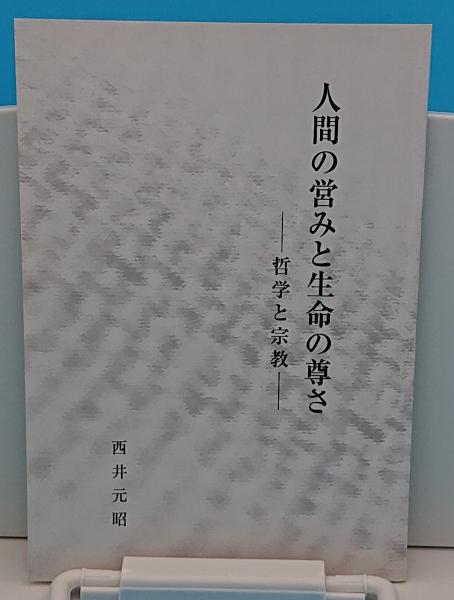 人間の営みと生命の尊さ
――哲学と宗教――
西井元昭